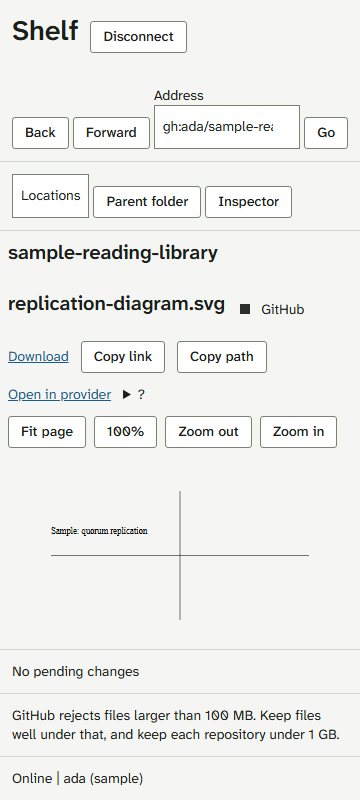 Shelf
Disconnect
Address
Back
Forward
gh:ada/sample-rea
Go
Locations
Parent folder
Inspector
sample-reading-library
replication-diagram.svg
GitHub
Download
Copy link
Copy path
Open in provider
?
Fit page
100%
Zoom out
Zoom in
Sample: quorum replication
No pending changes
GitHub rejects files larger than 100 MB. Keep files
well under that, and keep each repository under 1 GB.
Online | ada (sample)